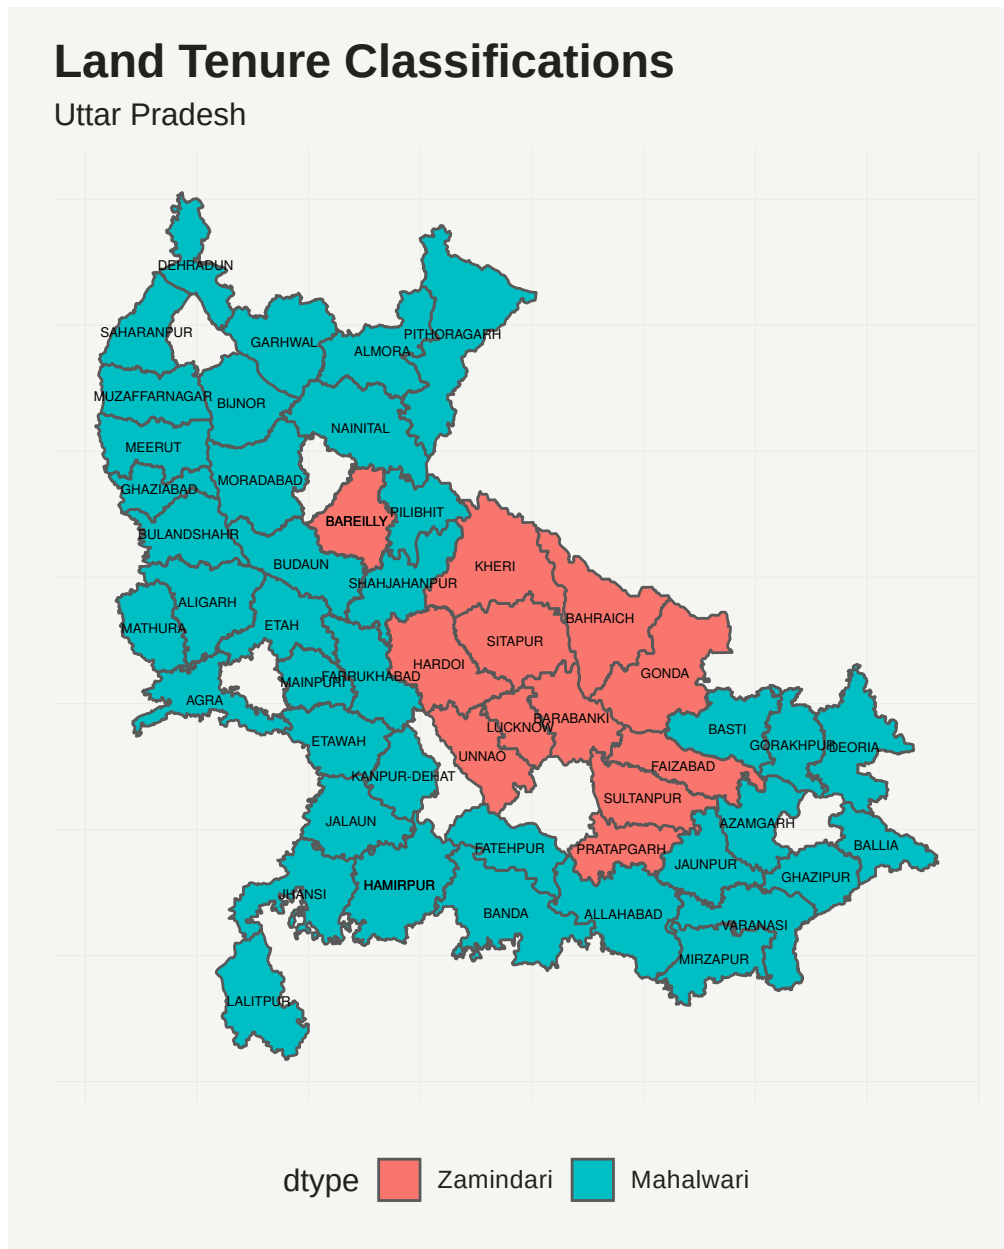 Land Tenure Classifications
Uttar Pradesh
DEHRADUN
SAHARANPUR
PITHORAGARH
GARHWAL
ALMORA
MUZAFFARNAGAR
BIJNOR
NAINITAL
MEERUT
MORADABAD
GHAZIABAD
PILIBHIT
BAREILLY
BULANDSHAHR
BUDAUN
KHERI
SHAHJAHANPUR
ALIGARH
BAHRAICH
ETAH
MATHURA
SITAPUR
HARDOI
GONDA
FARRUKHABAD
MAINPURI
AGRA
BARABANKI
LUCKNOW
BASTI
ETAWAH
GORAKHPUR
DEORIA
UNNAO
FAIZABAD
KANPUR-DEHAT
SULTANPUR
JALAUN
AZAMGARH
BALLIA
FATEHPUR
PRATAPGARH
JAUNPUR
GHAZIPUR
HAMIRPUR
JHANSI
BANDA
ALLAHABAD
VARANASI
MIRZAPUR
LALITPUR
dtype Zamindari Mahalwari